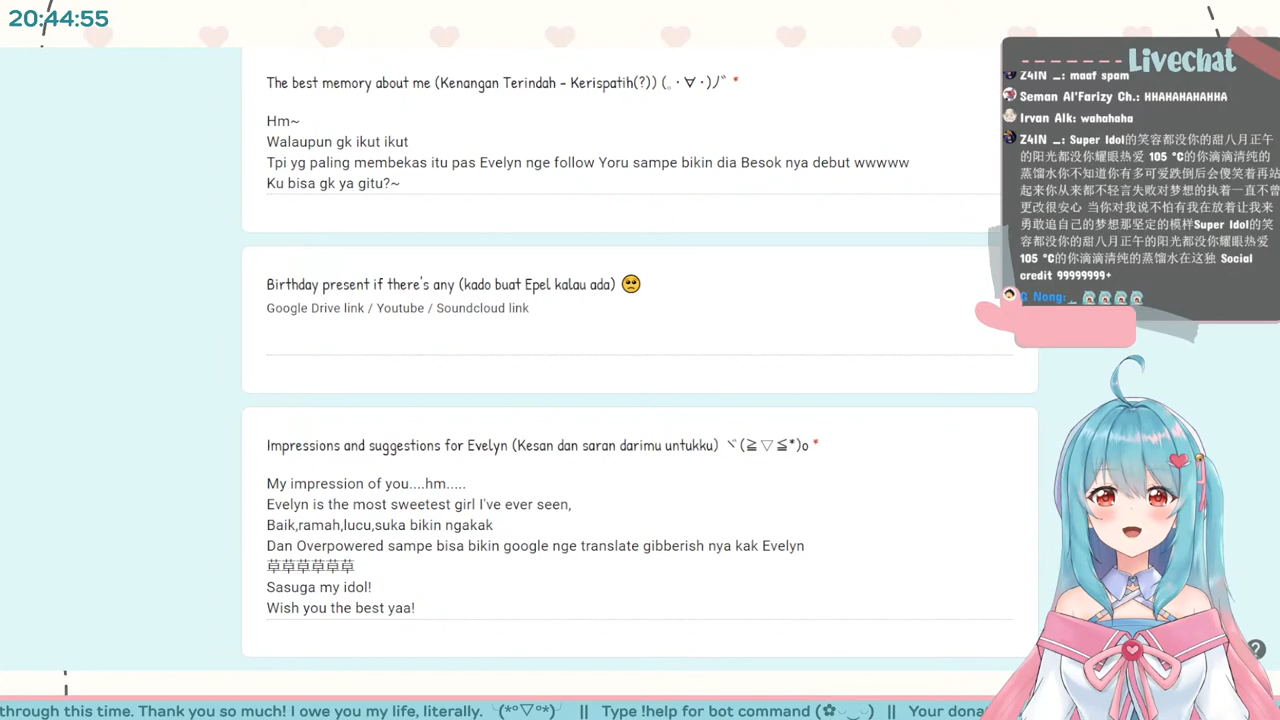 20:44:55
The best memory about me (Kenangan Terindah - Kerispatih(?)) (｡･∀･)ﾉﾞ *
Hm~
Walaupun gk ikut ikut
Tpi yg paling membekas itu pas Evelyn nge follow Yoru sampe bikin dia Besok nya debut wwwww
Ku bisa gk ya gitu?~
Birthday present if there's any (kado buat Epel kalau ada) 🥺
Google Drive link / Youtube / Soundcloud link
Impressions and suggestions for Evelyn (Kesan dan saran darimu untukku) ヾ(≧▽≦*)o *
My impression of you....hm.....
Evelyn is the most sweetest girl I've ever seen,
Baik,ramah,lucu,suka bikin ngakak
Dan Overpowered sampe bisa bikin google nge translate gibberish nya kak Evelyn
草草草草草草
Sasuga my idol!
Wish you the best yaa!
Livechat
Z4IN _: maaf spam
Seman Al'Farizy Ch.: HHAHAHAHAHHA
Irvan Alk: wahahaha
Z4IN _: Super Idol的笑容都没你的甜八月正午
的阳光都没你耀眼热爱 105 °C的你滴滴清纯的
蒸馏水你不知道你有多可爱跌倒后会傻笑着再站
起来你从来都不轻言失败对梦想的执着一直不曾
更改很安心 当你对我说不怕有我在放着让我来
勇敢追自己的梦想那坚定的模样Super Idol的笑
容都没你的甜八月正午的阳光都没你耀眼热爱
105 °C的你滴滴清纯的蒸馏水在这独 Social
credit 99999999+
G Nong: _
through this time. Thank you so much! I owe you my life, literally. ╰(*°▽°*)╯ || Type !help for bot command (✿◡‿◡) || Your dona